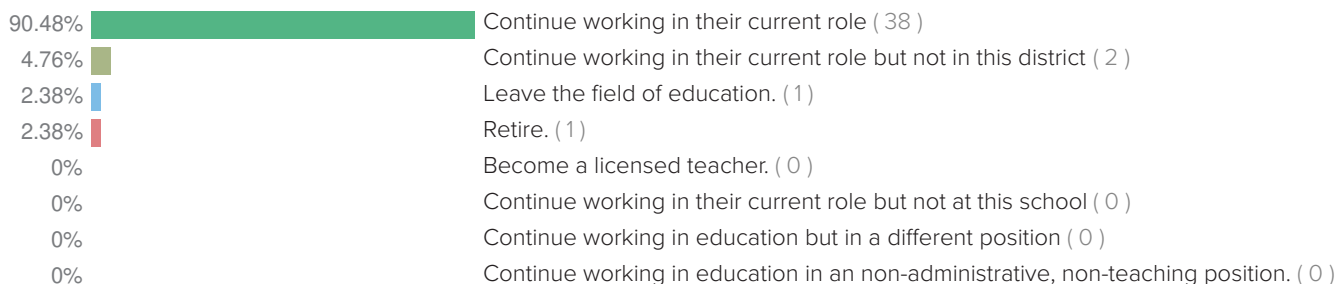 90.48% Continue working in their current role ( 38 )
4.76% Continue working in their current role but not in this district ( 2 )
2.38% Leave the field of education. ( 1 )
2.38% Retire. ( 1 )
0% Become a licensed teacher. ( 0 )
0% Continue working in their current role but not at this school ( 0 )
0% Continue working in education but in a different position ( 0 )
0% Continue working in education in an non-administrative, non-teaching position. ( 0 )